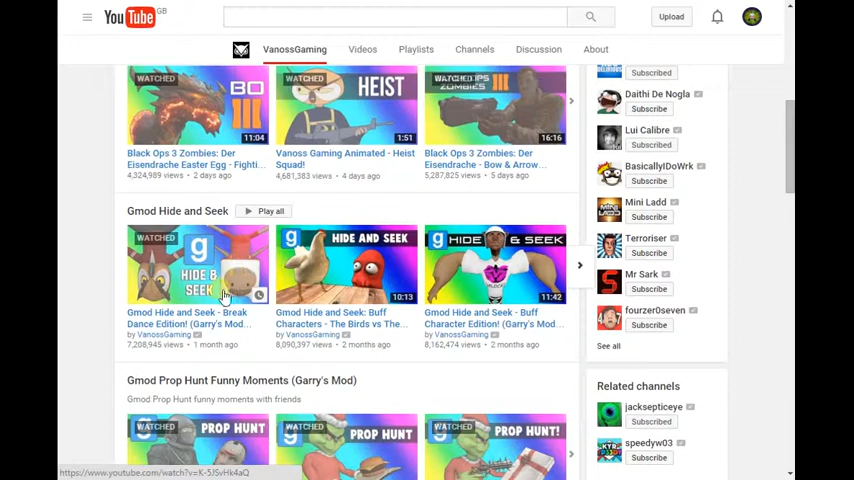 YouTube GB
Upload
VanossGaming Videos Playlists Channels Discussion About
WATCHED BO III 11:04
WATCHED HEIST 1:51
WATCHED ZOMBIES III 16:16
Black Ops 3 Zombies: Der Eisendrache Easter Egg - Fighti...
4,324,989 views • 2 days ago
Vanoss Gaming Animated - Heist Squad!
4,681,383 views • 4 days ago
Black Ops 3 Zombies: Der Eisendrache - Bow & Arrow...
5,287,825 views • 5 days ago
Gmod Hide and Seek Play all
WATCHED g HIDE & SEEK
g HIDE AND SEEK 10:13
g HIDE & SEEK 11:42
Gmod Hide and Seek - Break Dance Edition! (Garry's Mod...
by VanossGaming
7,208,945 views • 1 month ago
Gmod Hide and Seek: Buff Characters - The Birds vs The...
by VanossGaming
8,090,397 views • 2 months ago
Gmod Hide and Seek - Buff Character Edition! (Garry's Mod...
by VanossGaming
8,162,474 views • 2 months ago
Gmod Prop Hunt Funny Moments (Garry's Mod)
Gmod Prop Hunt funny moments with friends
WATCHED g PROP HUNT
WATCHED g PROP HUNT
WATCHED g PROP HUNT!
Subscribed
Daithi De Nogla
Subscribe
Lui Calibre
Subscribed
BasicallyIDoWrk
Subscribe
Mini Ladd
Subscribe
Terroriser
Subscribe
Mr Sark
Subscribe
fourzer0seven
Subscribe
See all
Related channels
jacksepticeye
Subscribed
speedyw03
Subscribe
https://www.youtube.com/watch?v=K-5JSvHk4aQ